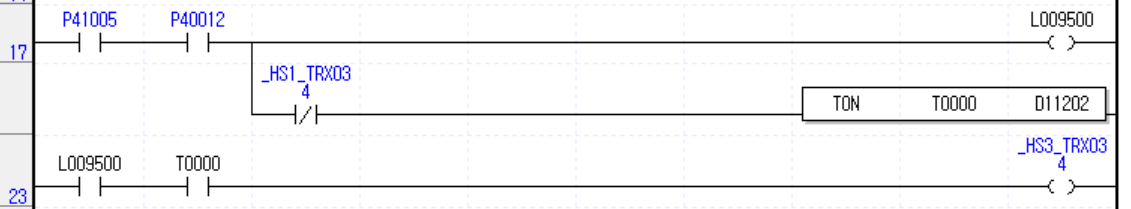 P41005 P40012 L009500
17
_HS1_TRX03
4
TON T0000 D11202
_HS3_TRX03
4
L009500 T0000
23